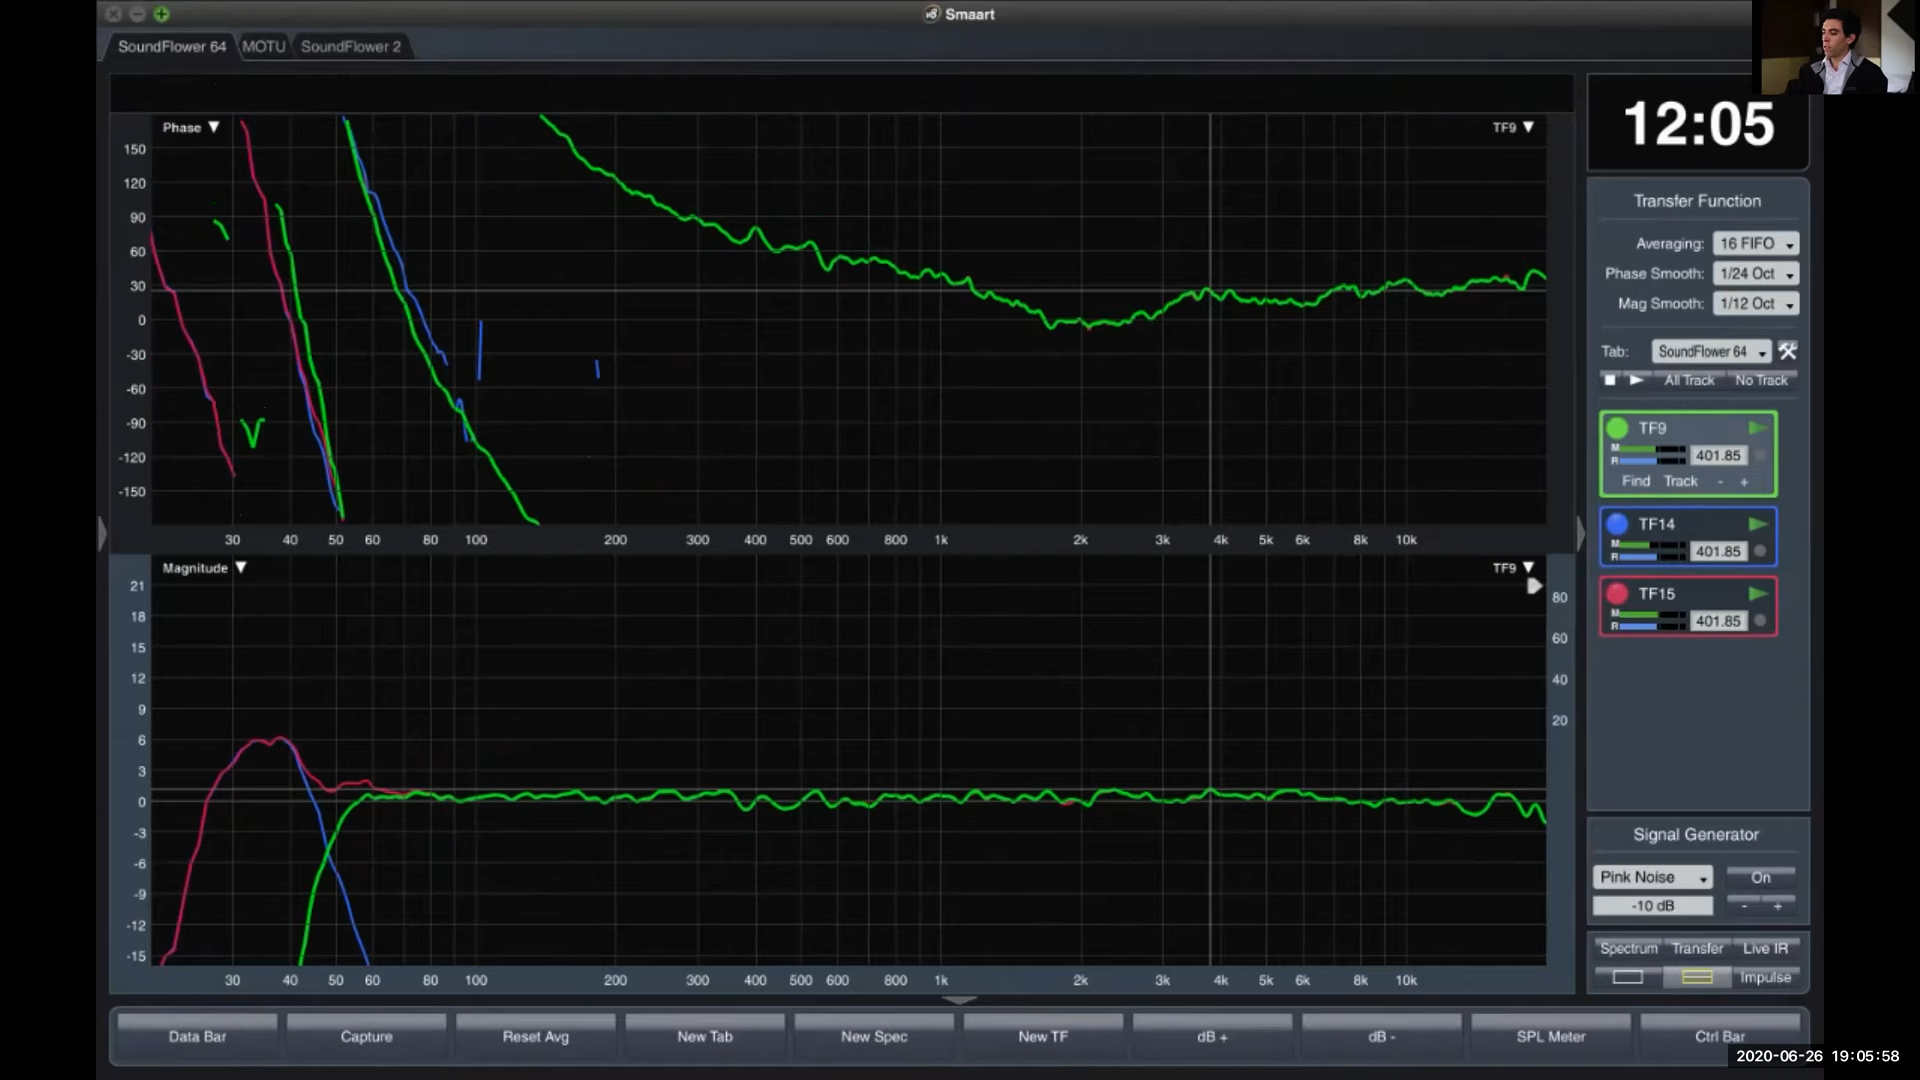 Smaart
SoundFlower 64 MOTU SoundFlower 2
Phase TF9
150
120
90
60
30
0
-30
-60
-90
-120
-150
30 40 50 60 80 100 200 300 400 500 600 800 1k 2k 3k 4k 5k 6k 8k 10k
Magnitude TF9
21
18
15
12
9
6
3
0
-3
-6
-9
-12
-15
80
60
40
20
30 40 50 60 80 100 200 300 400 500 600 800 1k 2k 3k 4k 5k 6k 8k 10k
12:05
Transfer Function
Averaging: 16 FIFO
Phase Smooth: 1/24 Oct
Mag Smooth: 1/12 Oct
Tab: SoundFlower 64
All Track No Track
TF9
M
R 401.85
Find Track - +
TF14
M
R 401.85
TF15
M
R 401.85
Signal Generator
Pink Noise On
-10 dB - +
Spectrum Transfer Live IR
Impulse
Data Bar Capture Reset Avg New Tab New Spec New TF dB + dB - SPL Meter Ctrl Bar
2020-06-26 19:05:58